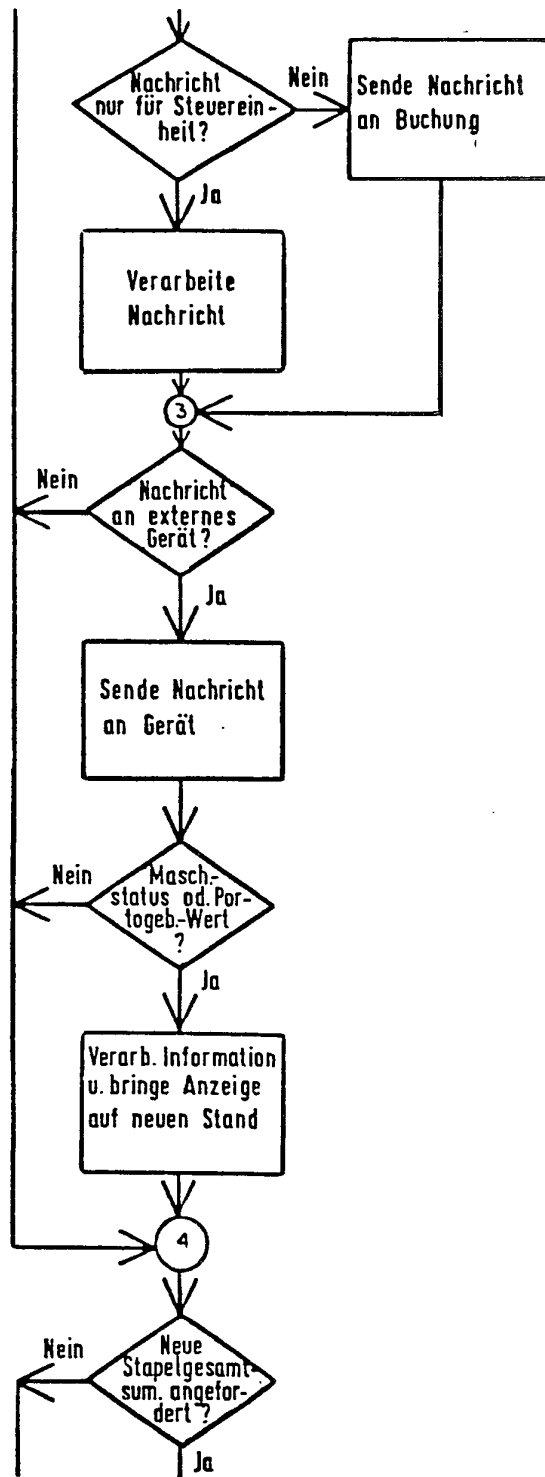 Nachricht
nur für Steuerein-
heit?
Nein
Sende Nachricht
an Buchung
Ja
Verarbeite
Nachricht
3
Nein
Nachricht
an externes
Gerät?
Ja
Sende Nachricht
an Gerät
Nein
Masch-
status od. Por-
togeb.-Wert
?
Ja
Verarb. Information
u. bringe Anzeige
auf neuen Stand
4
Nein
Neue
Stapelgesamt-
sum. angefor-
dert?
Ja